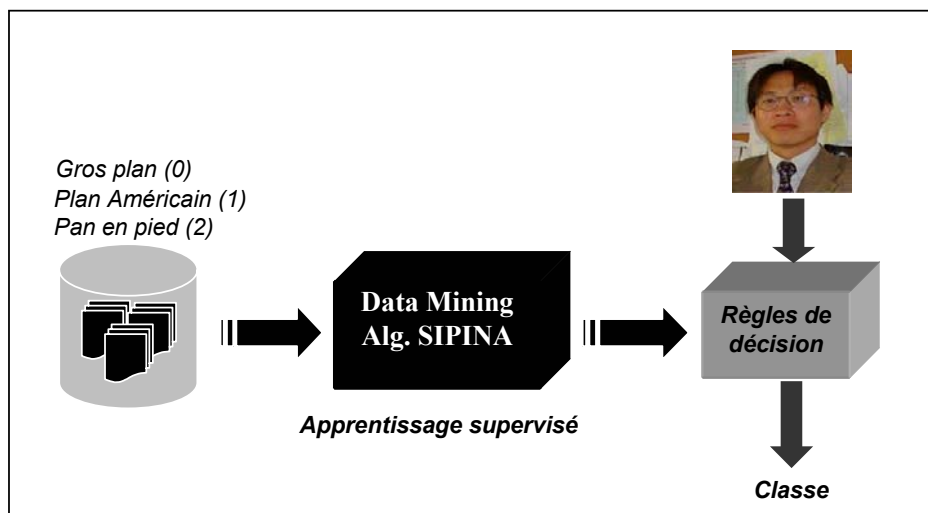 Gros plan (0)
Plan Américain (1)
Pan en pied (2)
Data Mining
Alg. SIPINA
Apprentissage supervisé
Règles de
décision
Classe